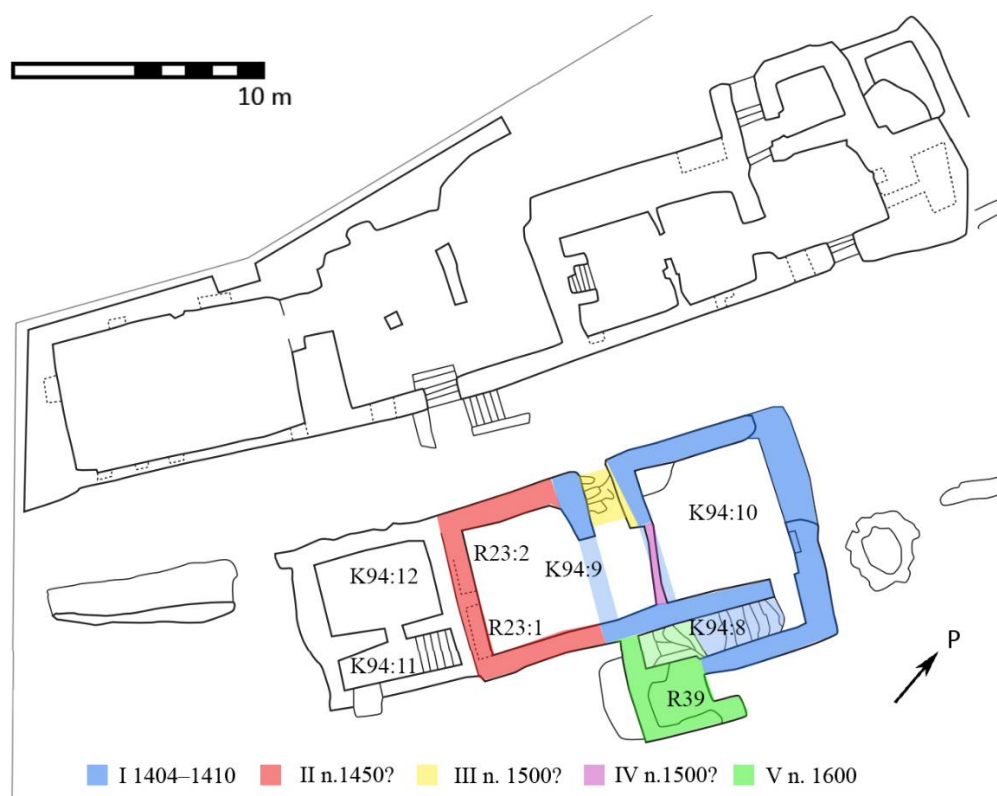 10 m
K94:10
R23:2
K94:12
K94:9
R23:1
K94:8
K94:11
P
R39
I 1404–1410
II n.1450?
III n. 1500?
IV n.1500?
V n. 1600